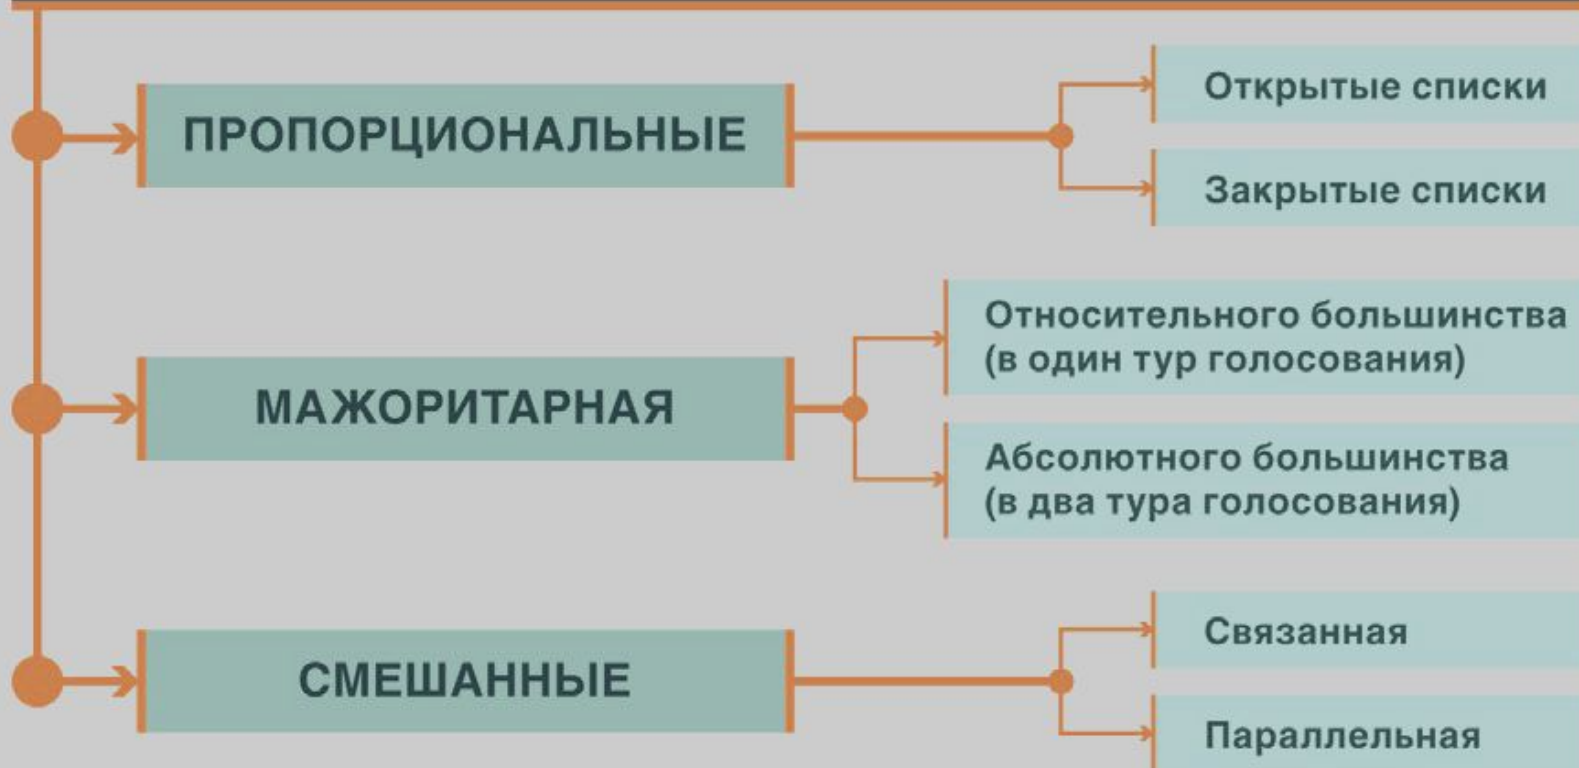 ПРОПОРЦИОНАЛЬНЫЕ
Открытые списки
Закрытые списки
МАЖОРИТАРНАЯ
Относительного большинства
(в один тур голосования)
Абсолютного большинства
(в два тура голосования)
СМЕШАННЫЕ
Связанная
Параллельная